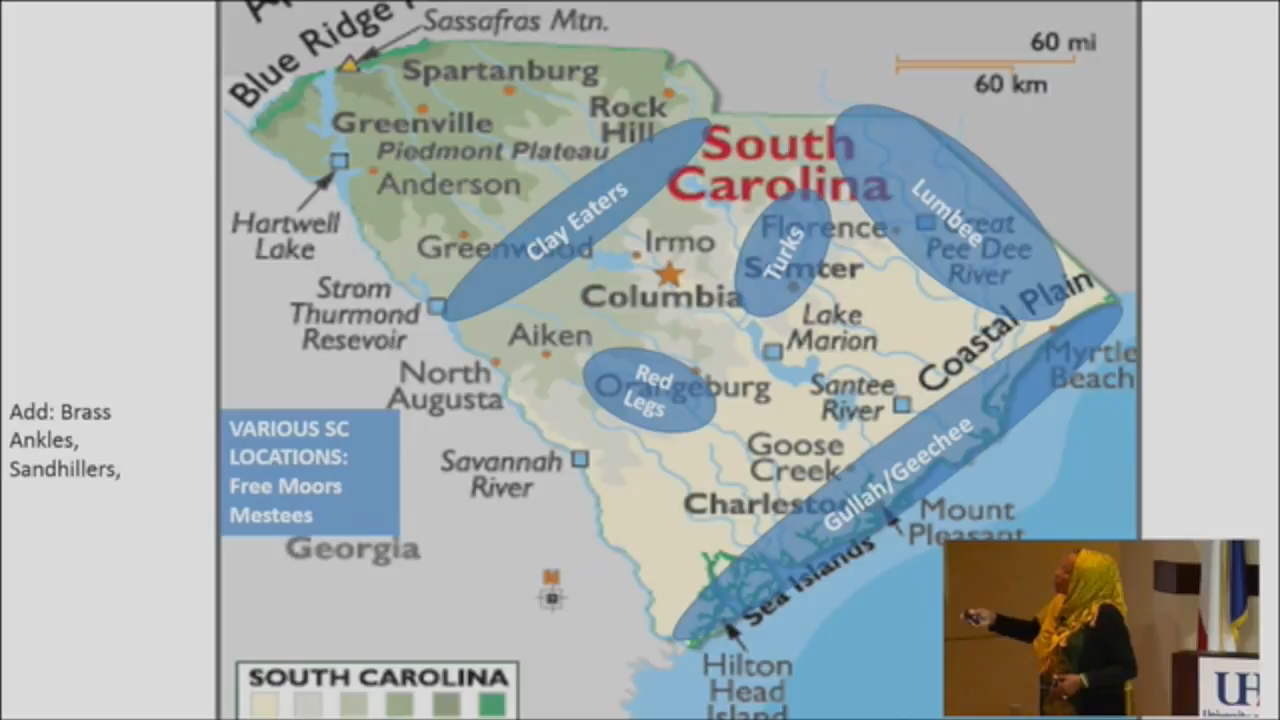 Blue Ridge
Sassafras Mtn.
60 mi
60 km
Spartanburg
Rock
Hill
Greenville
Piedmont Plateau
Anderson
South
Carolina
Hartwell
Lake
Clay Eaters
Greenwood
Irmo
Turks
Florence
Lumbee
Great
Pee Dee
River
Sumter
Columbia
Strom
Thurmond
Resevoir
Aiken
Lake
Marion
Coastal Plain
Myrtle
Beach
North
Augusta
Red
Legs
Orangeburg
Santee
River
Add: Brass
Ankles,
Sandhillers,
VARIOUS SC
LOCATIONS:
Free Moors
Mestees
Savannah
River
Goose
Creek
Gullah/Geechee
Charleston
Mount
Pleasant
Georgia
N
Sea Islands
Hilton
Head
Island
SOUTH CAROLINA